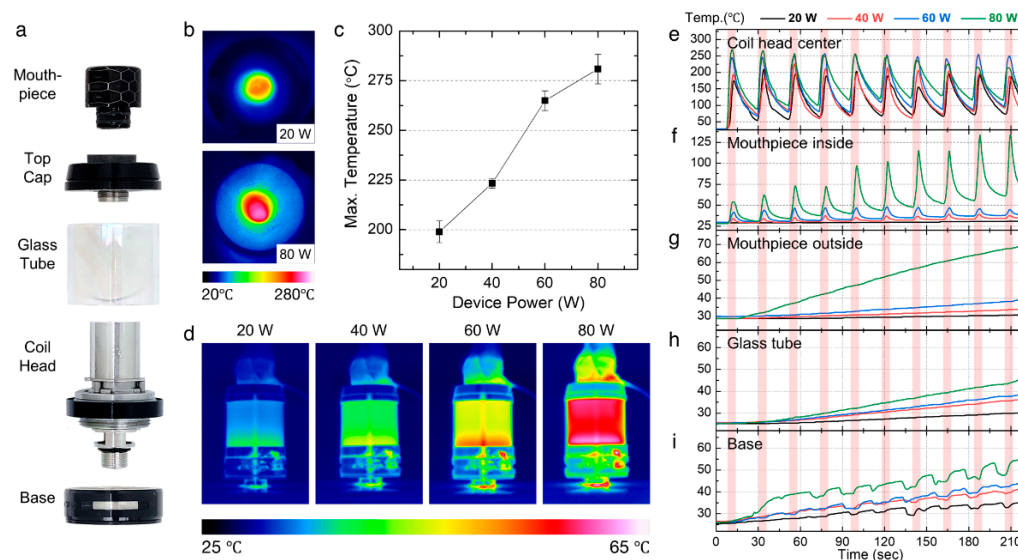 a
Mouth-
piece
Top
Cap
Glass
Tube
Coil
Head
Base
b
20 W
80 W
20℃
280℃
c
Max. Temperature (°C)
275
250
225
200
20
40
60
80
Device Power (W)
d
20 W
40 W
60 W
80 W
25 ℃
65 ℃
Temp.(℃)
20 W
40 W
60 W
80 W
e
Coil head center
300
250
200
150
100
50
f
Mouthpiece inside
125
100
75
50
25
g
Mouthpiece outside
70
60
50
40
30
h
Glass tube
60
50
40
30
i
Base
60
50
40
30
0
30
60
90
120
150
180
210
Time (sec)